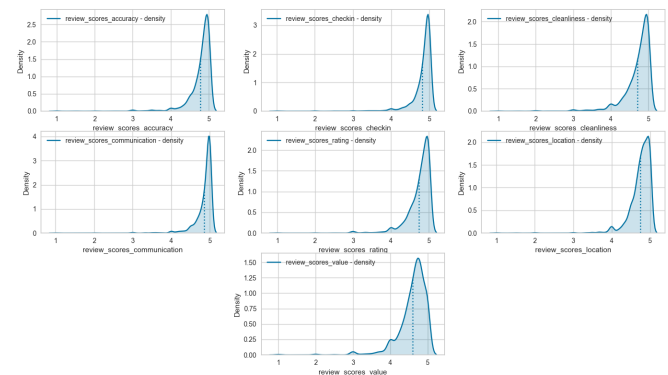 review_scores_accuracy - density
Density
2.5
2.0
1.5
1.0
0.5
0.0
1 2 3 4 5
review_scores_accuracy
review_scores_checkin - density
Density
3
2
1
0
1 2 3 4 5
review_scores_checkin
review_scores_cleanliness - density
Density
2.0
1.5
1.0
0.5
0.0
1 2 3 4 5
review_scores_cleanliness
review_scores_communication - density
Density
4
3
2
1
0
1 2 3 4 5
review_scores_communication
review_scores_rating - density
Density
2.0
1.5
1.0
0.5
0.0
1 2 3 4 5
review_scores_rating
review_scores_location - density
Density
2.0
1.5
1.0
0.5
0.0
1 2 3 4 5
review_scores_location
review_scores_value - density
Density
1.50
1.25
1.00
0.75
0.50
0.25
0.00
1 2 3 4 5
review_scores_value